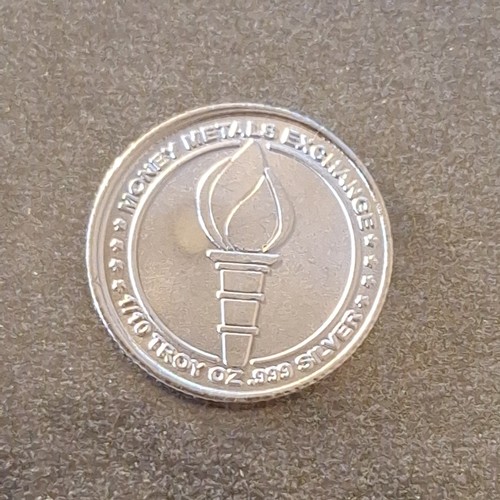 MONEY METALS EXCHANGE
1/10 TROY OZ .999 SILVER